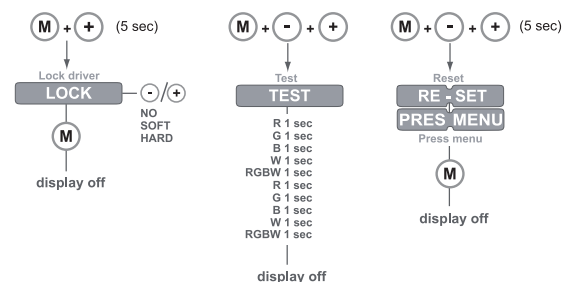 M + + (5 sec)
Lock driver
LOCK
- / +
NO
SOFT
HARD
M
display off
M + - + +
Test
TEST
R 1 sec
G 1 sec
B 1 sec
W 1 sec
RGBW 1 sec
R 1 sec
G 1 sec
B 1 sec
W 1 sec
RGBW 1 sec
display off
M + - + + (5 sec)
Reset
RE - SET
PRES MENU
Press menu
M
display off